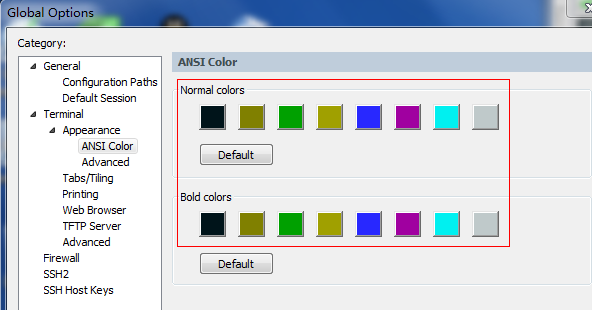 Global Options
Category:
General
Configuration Paths
Default Session
Terminal
Appearance
ANSI Color
Advanced
Tabs/Tiling
Printing
Web Browser
TFTP Server
Advanced
Firewall
SSH2
SSH Host Keys
ANSI Color
Normal colors
Default
Bold colors
Default